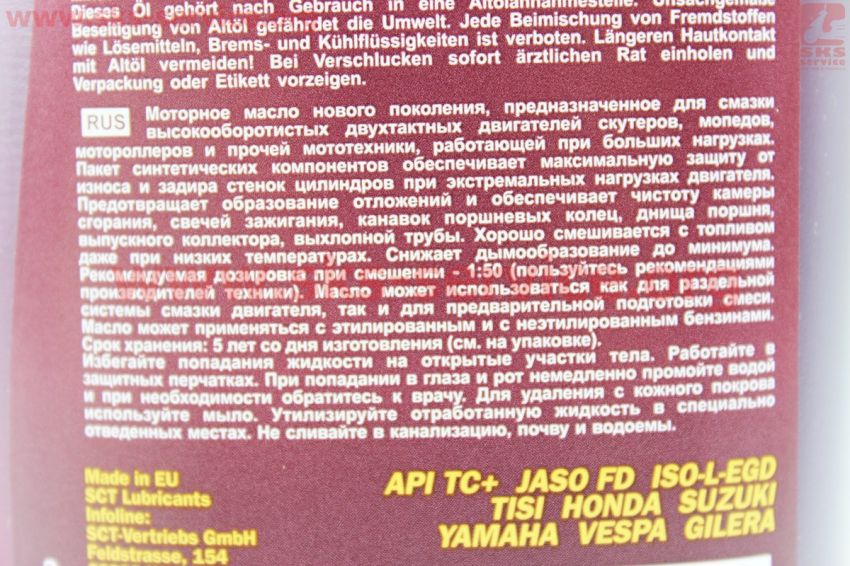 Dieses Öl gehört nach Gebrauch in eine Altölannahmestelle. Unsachgemäße
Beseitigung von Altöl gefährdet die Umwelt. Jede Beimischung von Fremdstoffen
wie Lösemitteln, Brems- und Kühlflüssigkeiten ist verboten. Längeren Hautkontakt
mit Altöl vermeiden! Bei Verschlucken sofort ärztlichen Rat einholen und
Verpackung oder Etikett vorzeigen.
RUS Моторное масло нового поколения, предназначенное для смазки
высокооборотистых двухтактных двигателей скутеров, мопедов,
мотороллеров и прочей мототехники, работающей при больших нагрузках.
Пакет синтетических компонентов обеспечивает максимальную защиту от
износа и задира стенок цилиндров при экстремальных нагрузках двигателя.
Предотвращает образование отложений и обеспечивает чистоту камеры
сгорания, свечей зажигания, канавок поршневых колец, днища поршня,
выпускного коллектора, выхлопной трубы. Хорошо смешивается с топливом
даже при низких температурах. Снижает дымообразование до минимума.
Рекомендуемая дозировка при смешении - 1:50 (пользуйтесь рекомендациями
производителей техники). Масло может использоваться как для раздельной
системы смазки двигателя, так и для предварительной подготовки смеси.
Масло может применяться с этилированным и с неэтилированным бензинами.
Срок хранения: 5 лет со дня изготовления (см. на упаковке).
Избегайте попадания жидкости на открытые участки тела. Работайте в
защитных перчатках. При попадании в глаза и рот немедленно промойте водой
и при необходимости обратитесь к врачу. Для удаления с кожного покрова
используйте мыло. Утилизируйте отработанную жидкость в специально
отведенных местах. Не сливайте в канализацию, почву и водоемы.
Made in EU
SCT Lubricants
Infoline:
SCT-Vertriebs GmbH
Feldstrasse, 154
API TC+ JASO FD ISO-L-EGD
TISI HONDA SUZUKI
YAMAHA VESPA GILERA
SKS
service